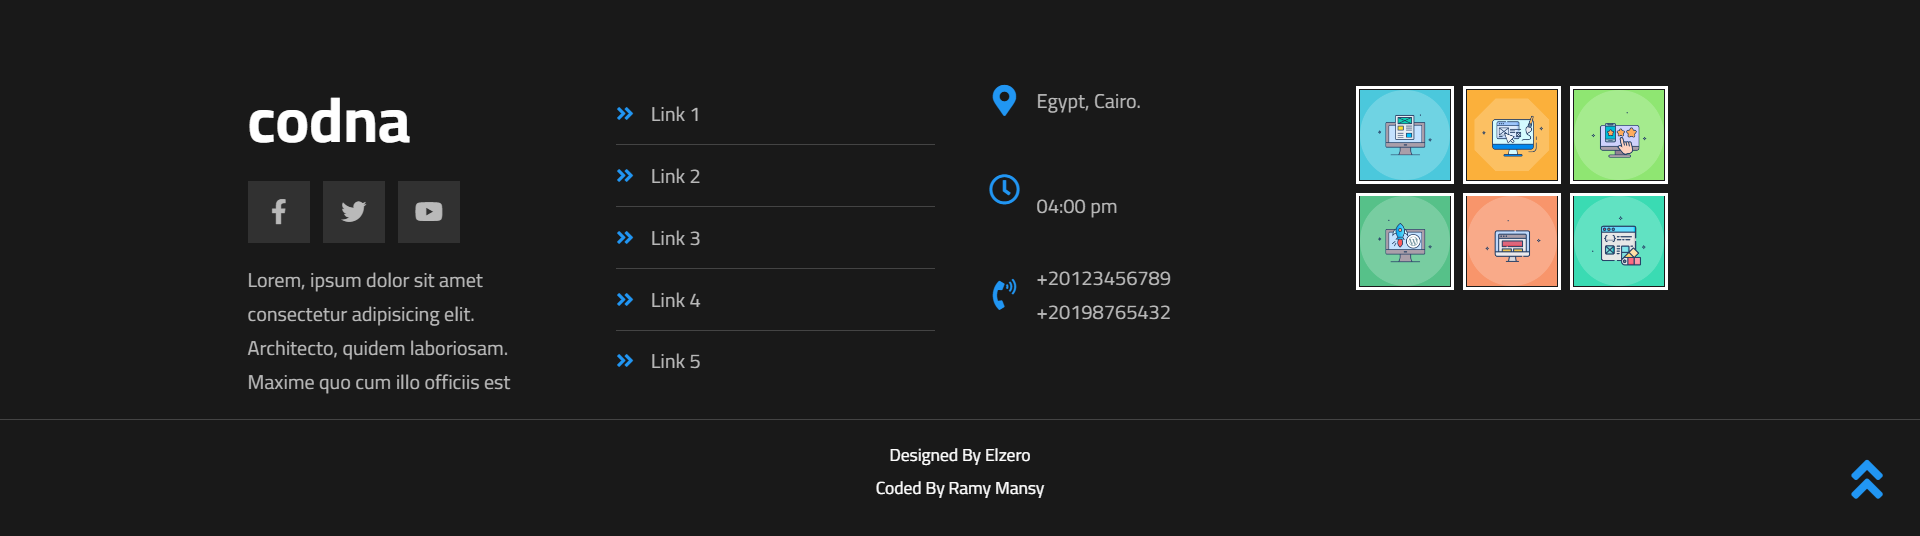 codna
Lorem, ipsum dolor sit amet
consectetur adipisicing elit.
Architecto, quidem laboriosam.
Maxime quo cum illo officiis est
Link 1
Link 2
Link 3
Link 4
Link 5
Egypt, Cairo.
04:00 pm
+20123456789
+20198765432
Designed By Elzero
Coded By Ramy Mansy